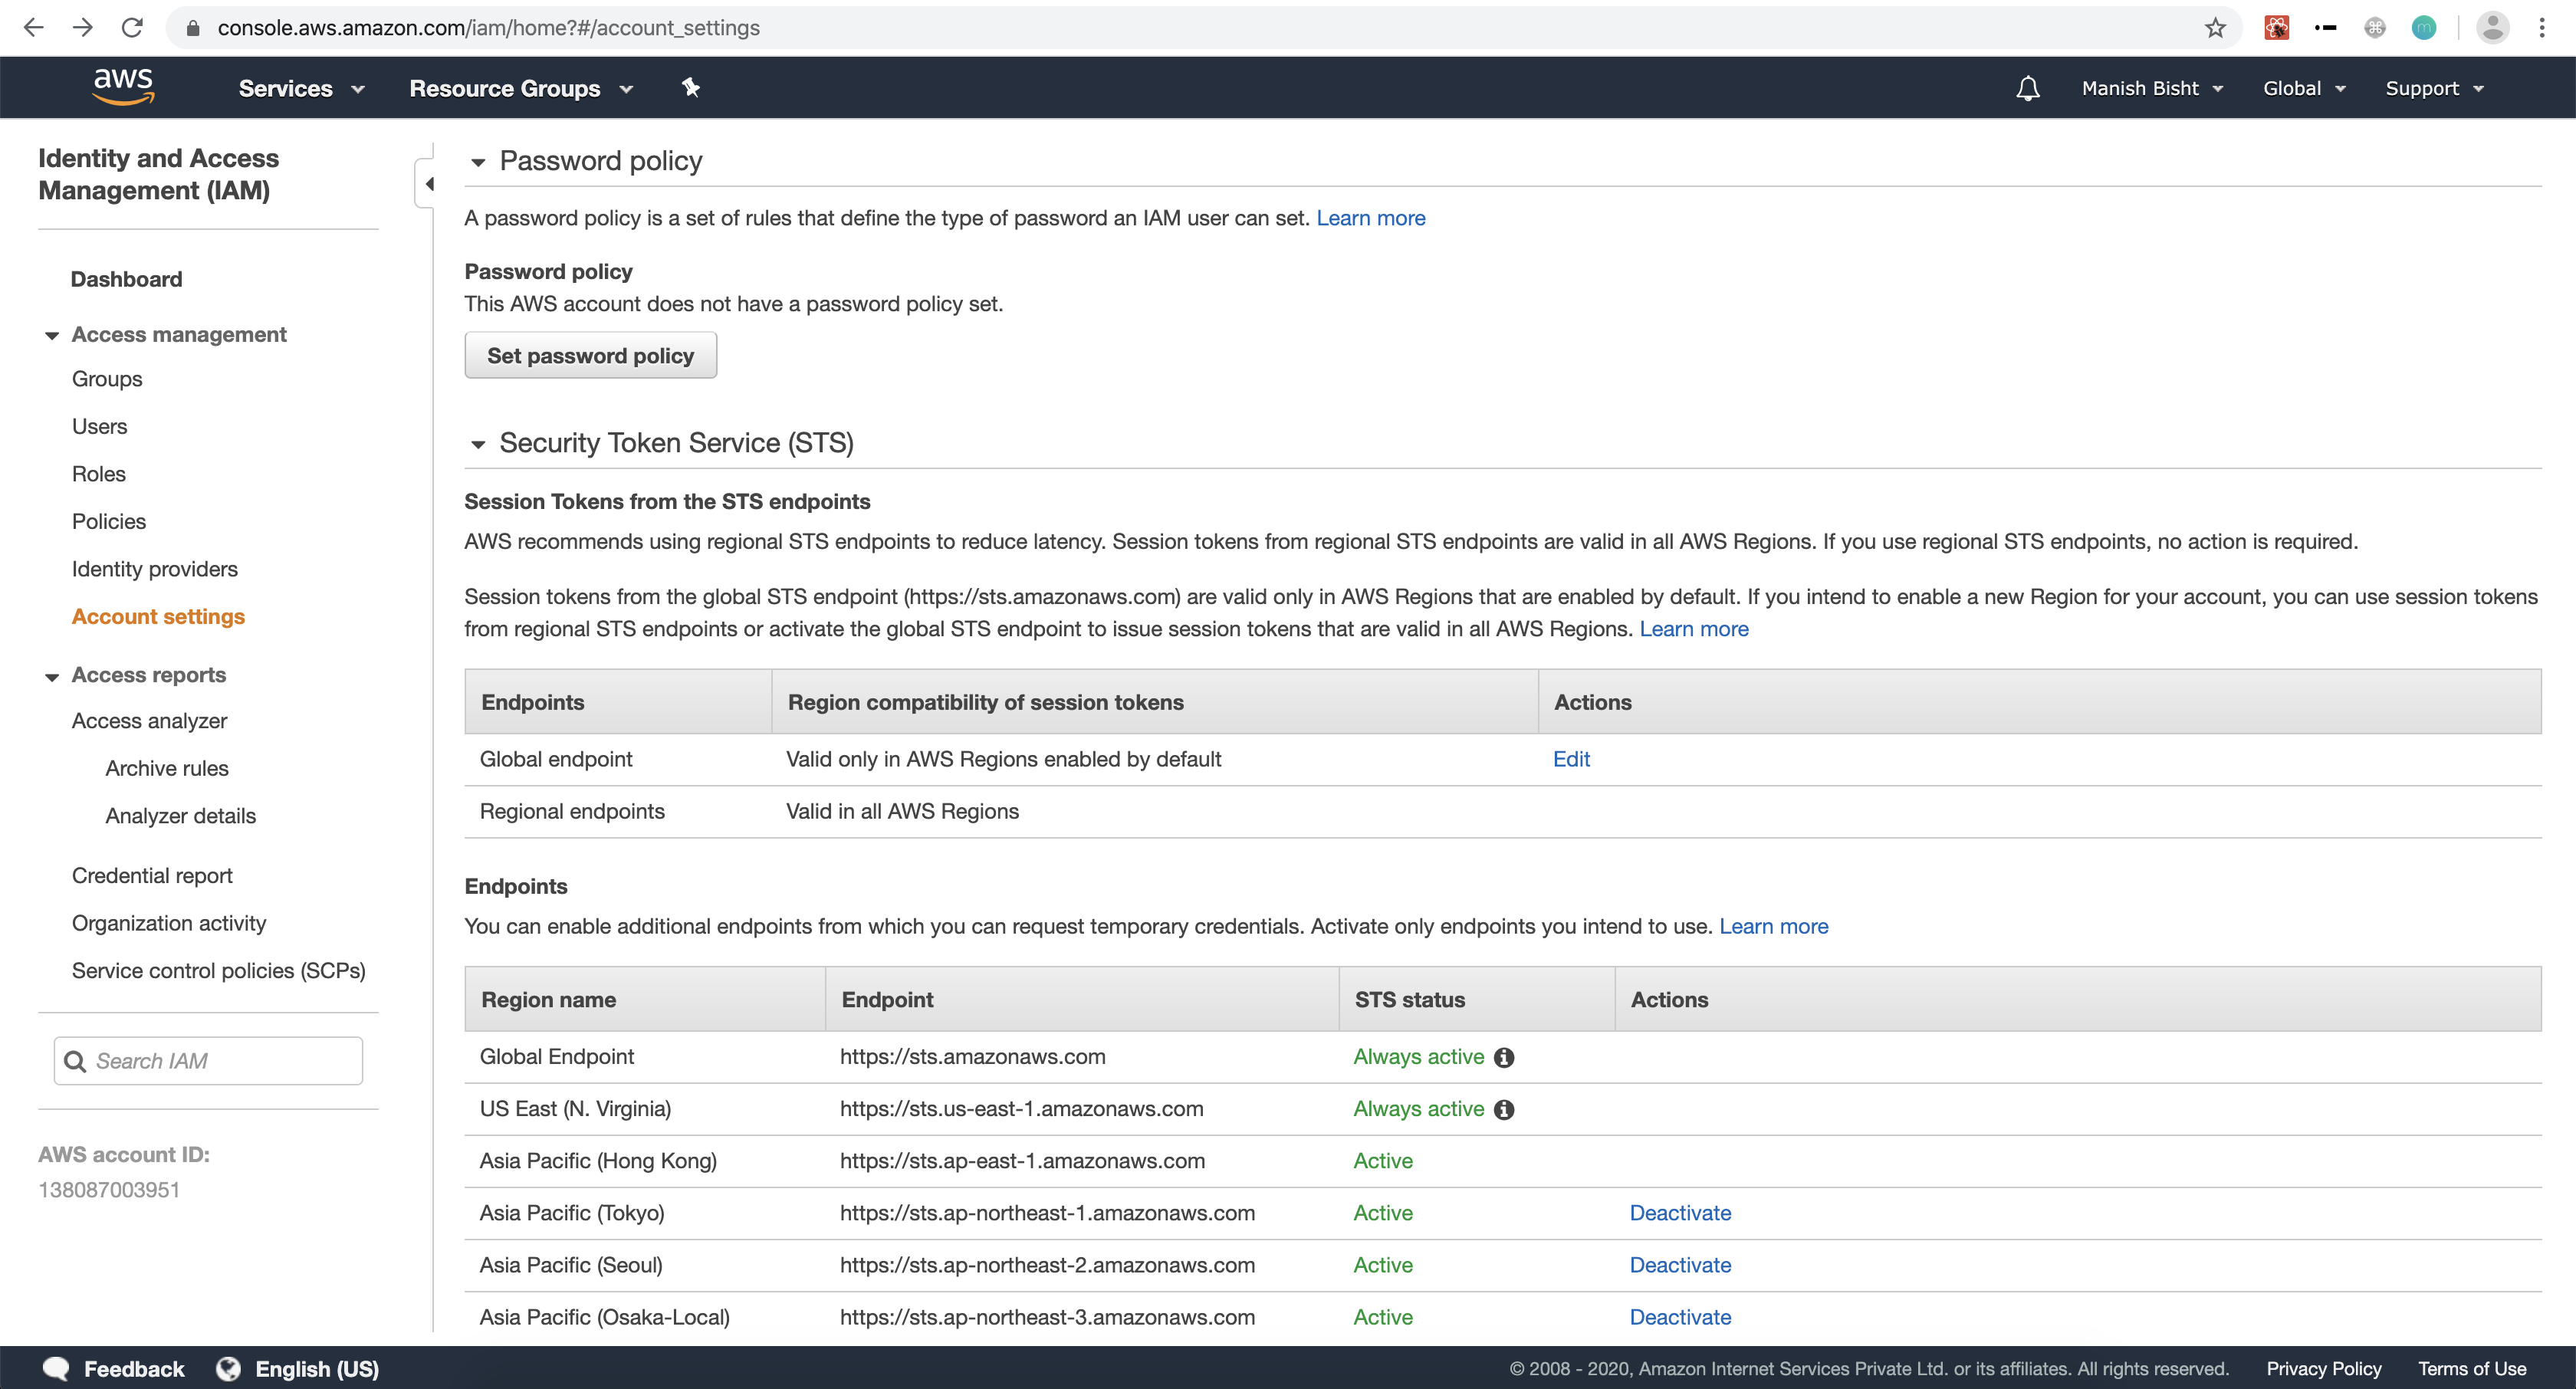 console.aws.amazon.com/iam/home?#/account_settings
m
aws
Services
Resource Groups
Manish Bisht
Global
Support
Identity and Access
Management (IAM)
Dashboard
Access management
Groups
Users
Roles
Policies
Identity providers
Account settings
Access reports
Access analyzer
Archive rules
Analyzer details
Credential report
Organization activity
Service control policies (SCPs)
Search IAM
AWS account ID:
138087003951
Password policy
A password policy is a set of rules that define the type of password an IAM user can set. Learn more
Password policy
This AWS account does not have a password policy set.
Set password policy
Security Token Service (STS)
Session Tokens from the STS endpoints
AWS recommends using regional STS endpoints to reduce latency. Session tokens from regional STS endpoints are valid in all AWS Regions. If you use regional STS endpoints, no action is required.
Session tokens from the global STS endpoint (https://sts.amazonaws.com) are valid only in AWS Regions that are enabled by default. If you intend to enable a new Region for your account, you can use session tokens
from regional STS endpoints or activate the global STS endpoint to issue session tokens that are valid in all AWS Regions. Learn more
Endpoints Region compatibility of session tokens Actions
Global endpoint Valid only in AWS Regions enabled by default Edit
Regional endpoints Valid in all AWS Regions
Endpoints
You can enable additional endpoints from which you can request temporary credentials. Activate only endpoints you intend to use. Learn more
Region name Endpoint STS status Actions
Global Endpoint https://sts.amazonaws.com Always active
US East (N. Virginia) https://sts.us-east-1.amazonaws.com Always active
Asia Pacific (Hong Kong) https://sts.ap-east-1.amazonaws.com Active
Asia Pacific (Tokyo) https://sts.ap-northeast-1.amazonaws.com Active Deactivate
Asia Pacific (Seoul) https://sts.ap-northeast-2.amazonaws.com Active Deactivate
Asia Pacific (Osaka-Local) https://sts.ap-northeast-3.amazonaws.com Active Deactivate
Feedback
English (US)
© 2008 - 2020, Amazon Internet Services Private Ltd. or its affiliates. All rights reserved.
Privacy Policy
Terms of Use